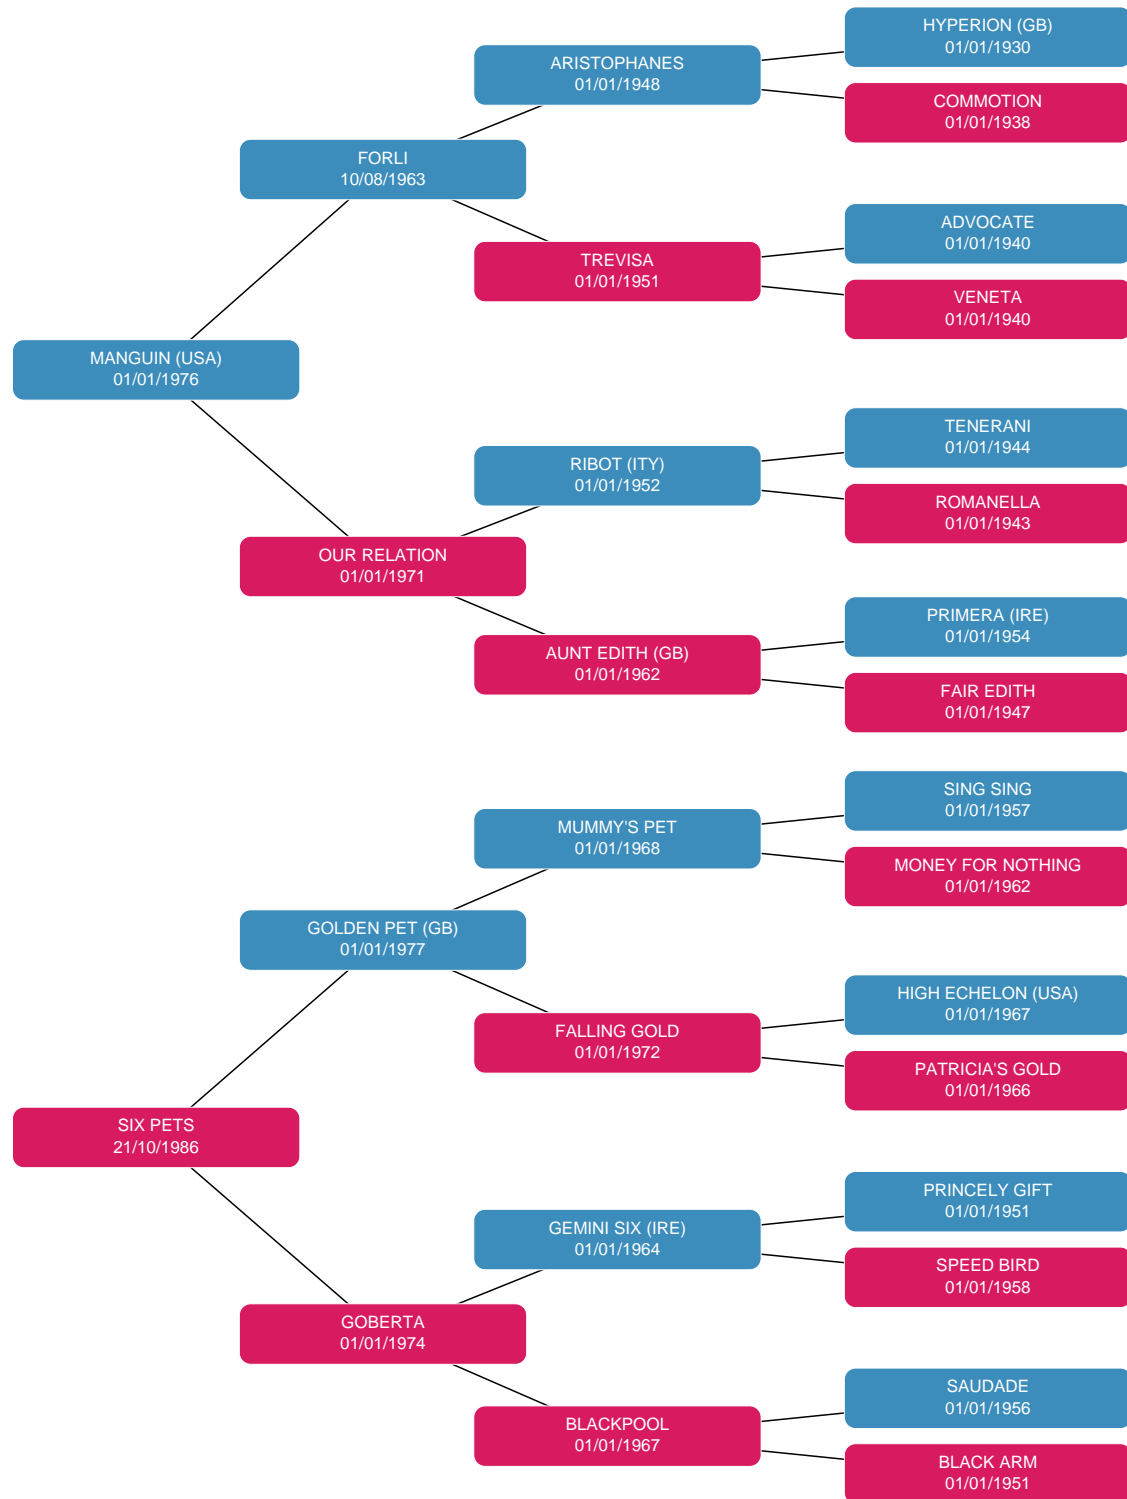 HYPERION (GB)
01/01/1930
ARISTOPHANES
01/01/1948
COMMOTION
01/01/1938
FORLI
10/08/1963
ADVOCATE
01/01/1940
TREVISA
01/01/1951
VENETA
01/01/1940
MANGUIN (USA)
01/01/1976
TENERANI
01/01/1944
RIBOT (ITY)
01/01/1952
ROMANELLA
01/01/1943
OUR RELATION
01/01/1971
PRIMERA (IRE)
01/01/1954
AUNT EDITH (GB)
01/01/1962
FAIR EDITH
01/01/1947
SING SING
01/01/1957
MUMMY'S PET
01/01/1968
MONEY FOR NOTHING
01/01/1962
GOLDEN PET (GB)
01/01/1977
HIGH ECHELON (USA)
01/01/1967
FALLING GOLD
01/01/1972
PATRICIA'S GOLD
01/01/1966
SIX PETS
21/10/1986
PRINCELY GIFT
01/01/1951
GEMINI SIX (IRE)
01/01/1964
SPEED BIRD
01/01/1958
GOBERTA
01/01/1974
SAUDADE
01/01/1956
BLACKPOOL
01/01/1967
BLACK ARM
01/01/1951